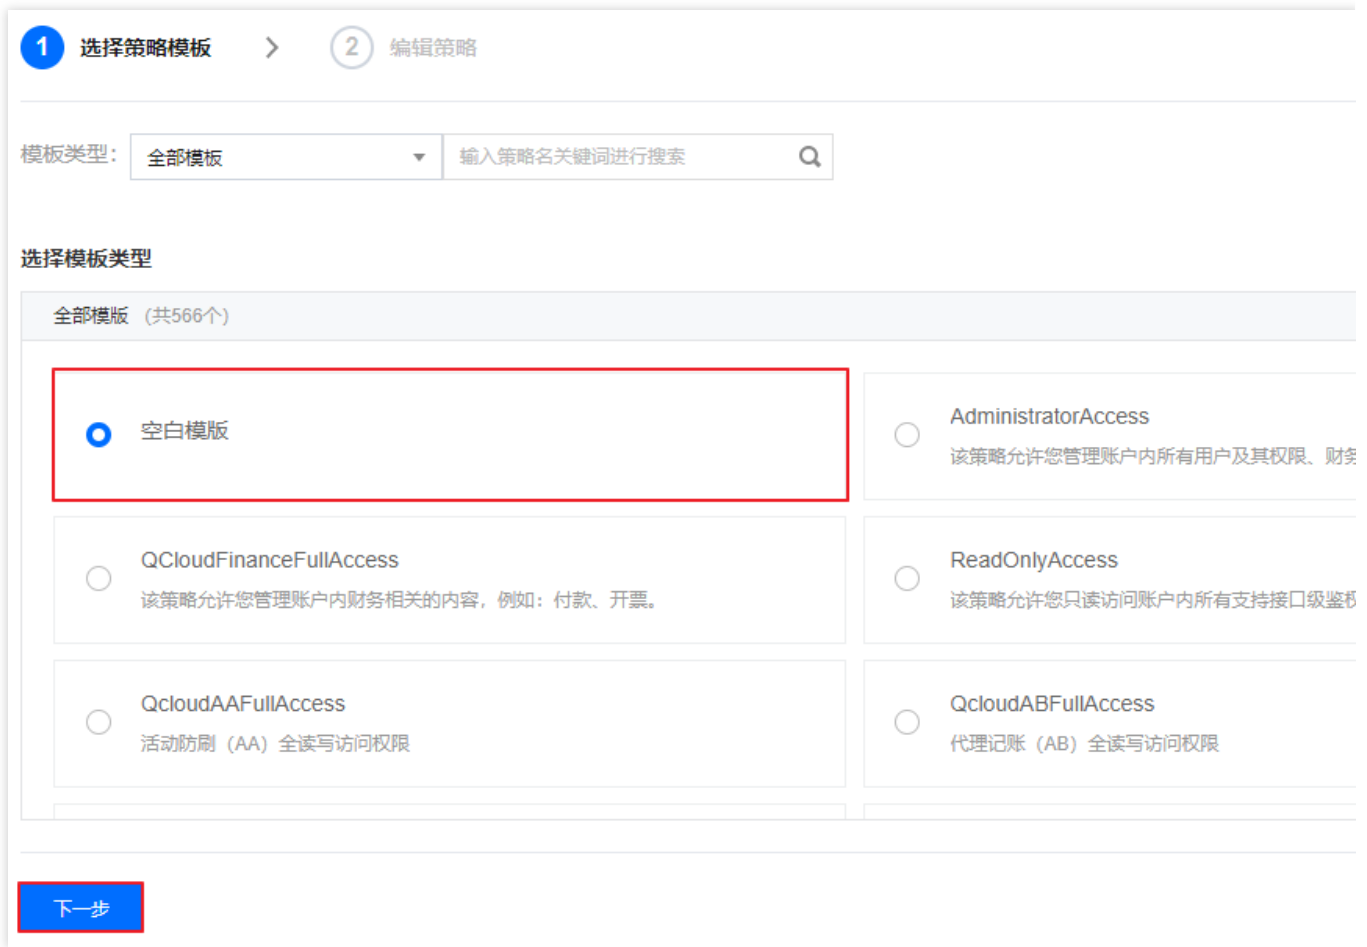 1 选择策略模板 2 编辑策略
模板类型： 全部模板 输入策略名关键词进行搜索
选择模板类型
全部模版 （共566个）
空白模版
AdministratorAccess
该策略允许您管理账户内所有用户及其权限、财务
QCloudFinanceFullAccess
该策略允许您管理账户内财务相关的内容，例如：付款、开票。
ReadOnlyAccess
该策略允许您只读访问账户内所有支持接口级鉴权
QcloudAAFullAccess
活动防刷（AA）全读写访问权限
QcloudABFullAccess
代理记账（AB）全读写访问权限
下一步